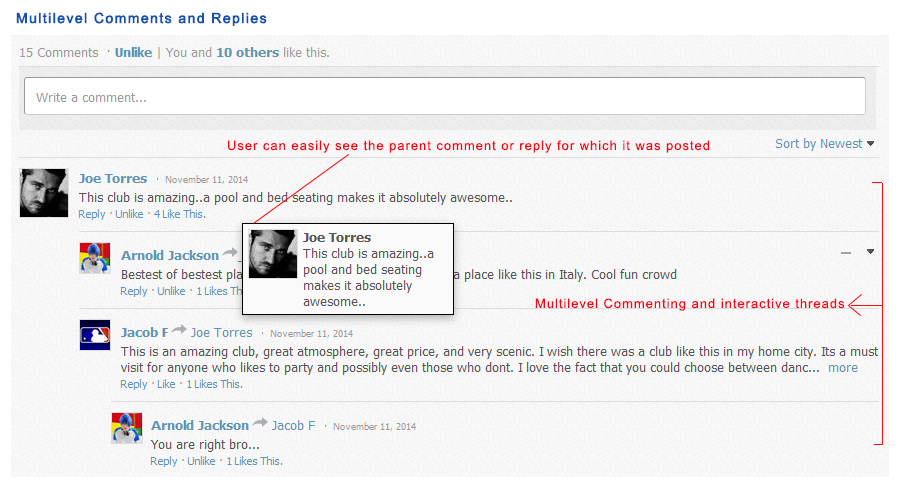 Multilevel Comments and Replies
15 Comments · Unlike | You and 10 others like this.
Write a comment...
User can easily see the parent comment or reply for which it was posted
Sort by Newest
Joe Torres · November 11, 2014
This club is amazing..a pool and bed seating makes it absolutely awesome..
Reply · Unlike · 4 Like This.
Joe Torres
This club is amazing..a
pool and bed seating
makes it absolutely
awesome..
Arnold Jackson
Bestest of bestest a place like this in Italy. Cool fun crowd
Reply · Unlike · 1 Likes
Multilevel Commenting and interactive threads
Jacob F Joe Torres · November 11, 2014
This is an amazing club, great atmosphere, great price, and very scenic. I wish there was a club like this in my home city. Its a must
visit for anyone who likes to party and possibly even those who dont. I love the fact that you could choose between danc... more
Reply · Like · 1 Likes This.
Arnold Jackson Jacob F · November 11, 2014
You are right bro...
Reply · Unlike · 1 Likes This.